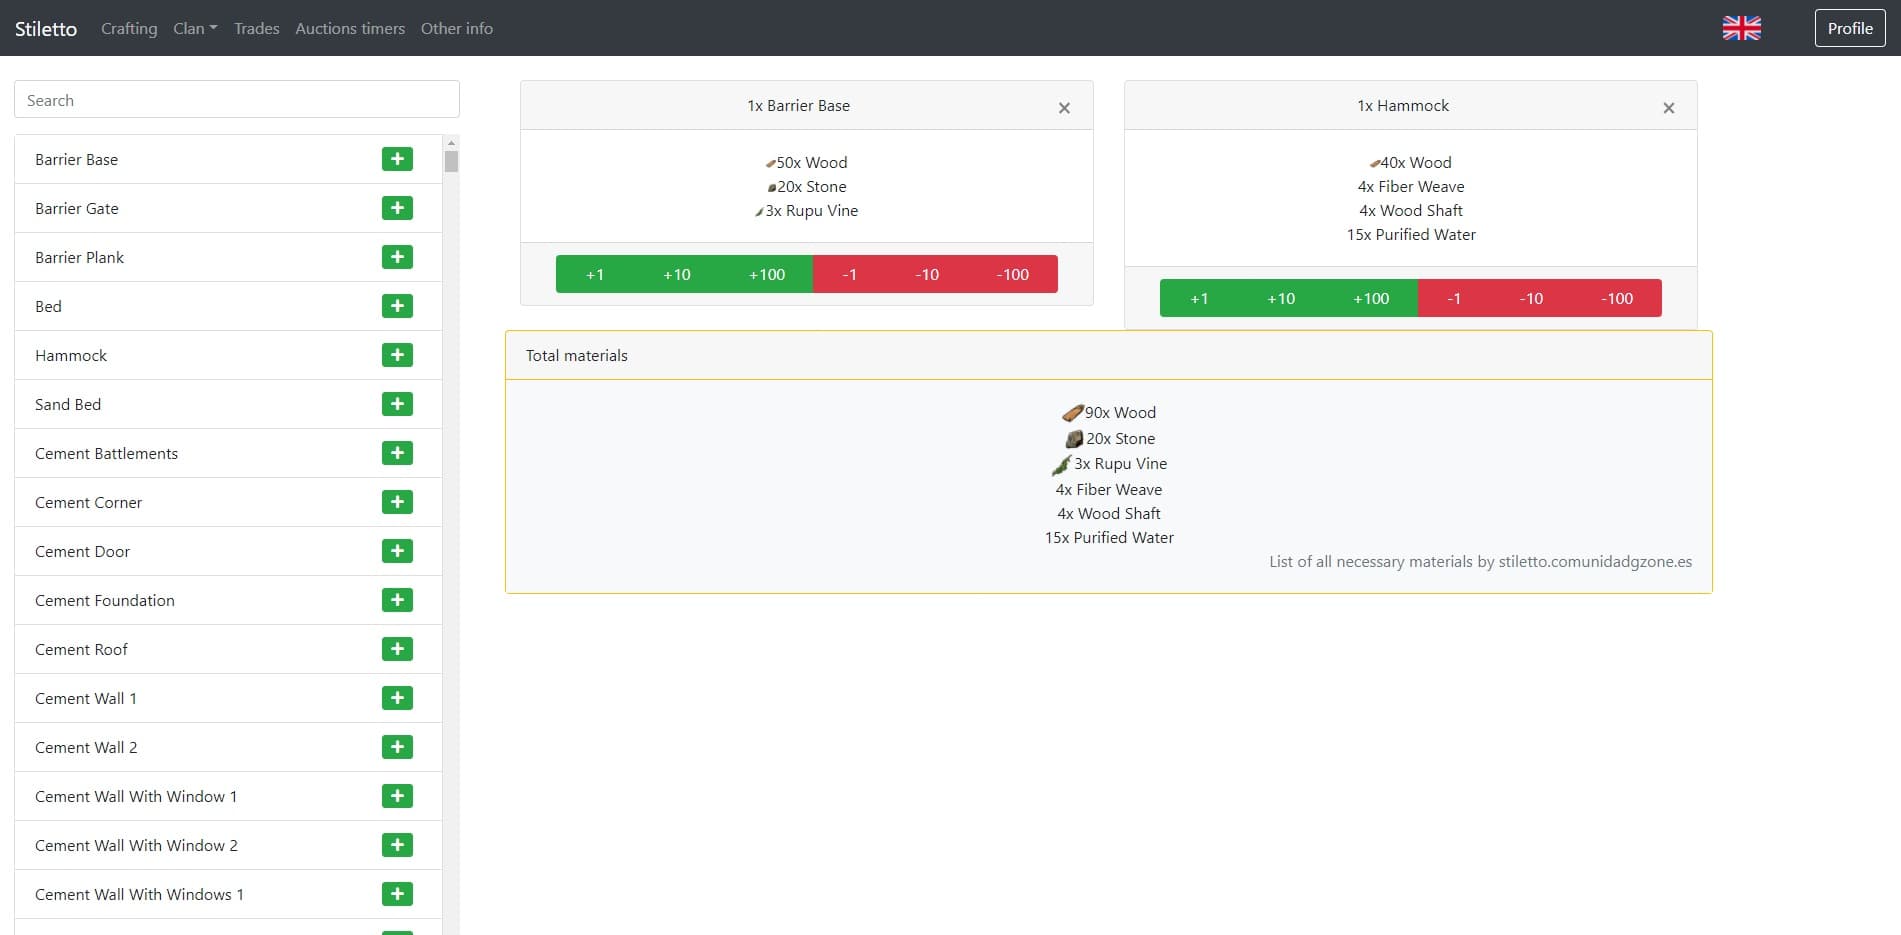 Stiletto Crafting Clan Trades Auctions timers Other info Profile
Search
Barrier Base
Barrier Gate
Barrier Plank
Bed
Hammock
Sand Bed
Cement Battlements
Cement Corner
Cement Door
Cement Foundation
Cement Roof
Cement Wall 1
Cement Wall 2
Cement Wall With Window 1
Cement Wall With Window 2
Cement Wall With Windows 1
1x Barrier Base ×
50x Wood
20x Stone
3x Rupu Vine
+1 +10 +100 -1 -10 -100
1x Hammock ×
40x Wood
4x Fiber Weave
4x Wood Shaft
15x Purified Water
+1 +10 +100 -1 -10 -100
Total materials
90x Wood
20x Stone
3x Rupu Vine
4x Fiber Weave
4x Wood Shaft
15x Purified Water
List of all necessary materials by stiletto.comunidadgzone.es